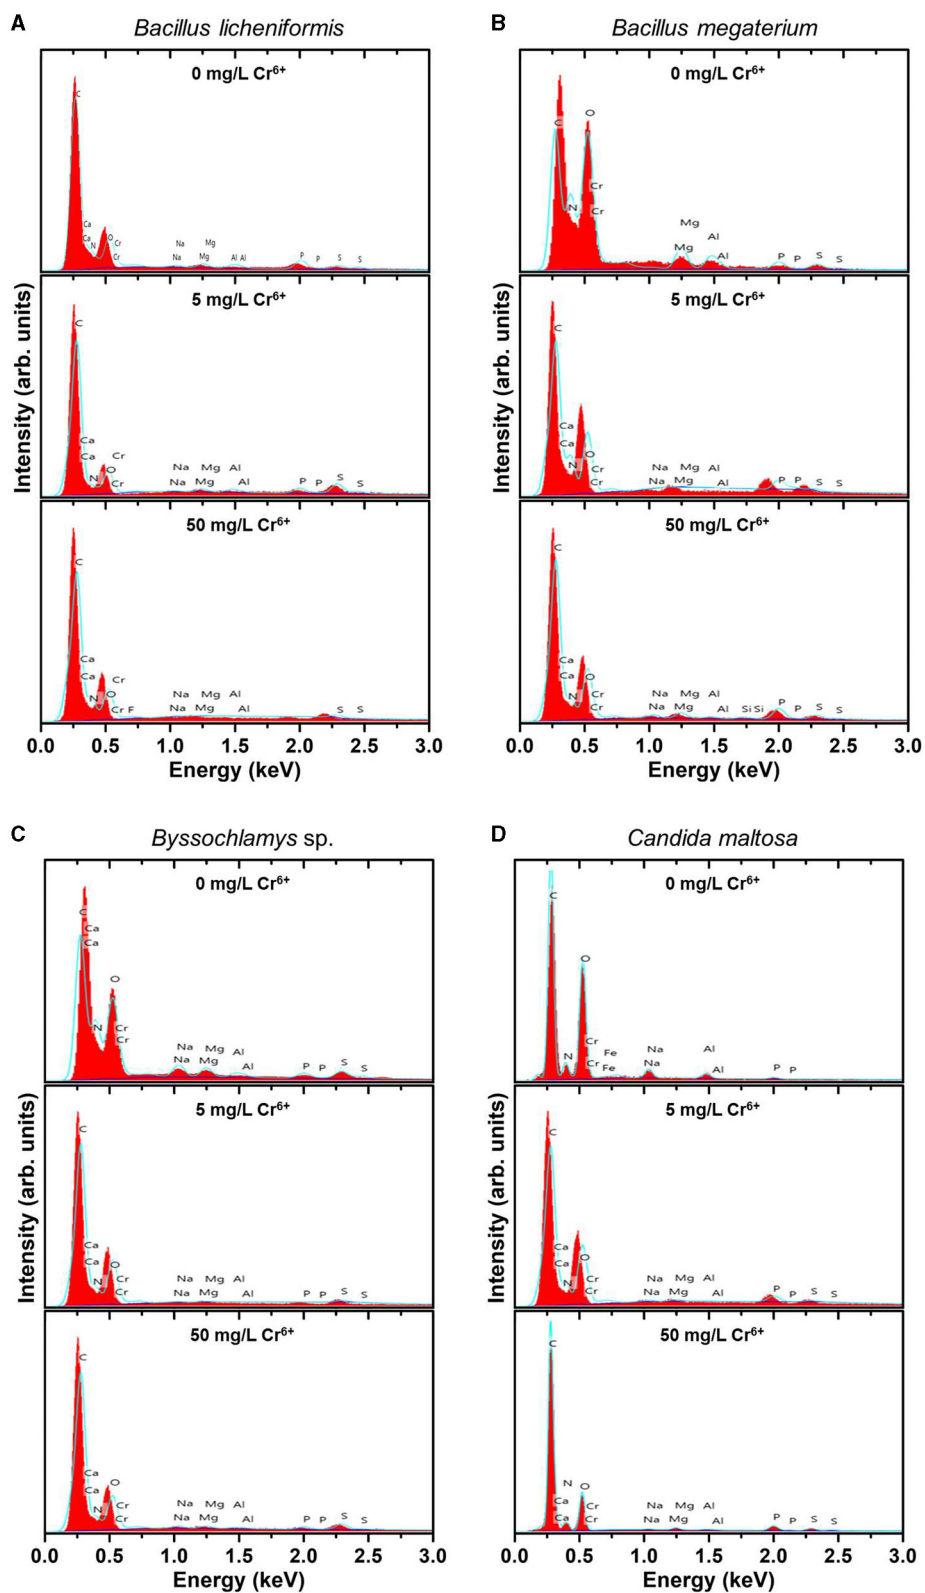 A Bacillus licheniformis
0 mg/L Cr6+
C
Ca
Ca N O Cr
Cr
Na Mg
Na Mg Al Al
P P S S
5 mg/L Cr6+
C
Ca
Ca Cr
N O
Cr
Na Mg Al
Na Mg Al
P P S S
50 mg/L Cr6+
C
Ca
Ca Cr
N O
Cr F
Na Mg Al
Na Mg Al
S S
0.0 0.5 1.0 1.5 2.0 2.5 3.0
Energy (keV)
Intensity (arb. units)
B Bacillus megaterium
0 mg/L Cr6+
C O
N Cr
Cr
Mg Al
Mg Al
P P S S
5 mg/L Cr6+
C
Ca
Ca O
N Cr
Cr
Na Mg Al
Na Mg Al
P P S S
50 mg/L Cr6+
C
Ca
Ca O
N Cr
Cr
Na Mg Al
Na Mg Al
Si Si P P S S
0.0 0.5 1.0 1.5 2.0 2.5 3.0
Energy (keV)
Intensity (arb. units)
C Byssochlamys sp.
0 mg/L Cr6+
C
Ca
Ca
O
N Cr
Cr
Na Mg Al
Na Mg Al
P P S S
5 mg/L Cr6+
C
Ca
Ca O
N Cr
Cr
Na Mg Al
Na Mg Al
P P S S
50 mg/L Cr6+
C
Ca
Ca O
N Cr
Cr
Na Mg Al
Na Mg Al
P P S S
0.0 0.5 1.0 1.5 2.0 2.5 3.0
Energy (keV)
Intensity (arb. units)
D Candida maltosa
0 mg/L Cr6+
C
O
N Cr
Cr
Fe
Fe
Na Al
Na Al
P P
5 mg/L Cr6+
C
Ca
Ca O
N Cr
Cr
Na Mg Al
Na Mg Al
P P S S
50 mg/L Cr6+
C
N O
Ca Cr
Ca Cr
Na Mg Al
Na Mg Al
P P S S
0.0 0.5 1.0 1.5 2.0 2.5 3.0
Energy (keV)
Intensity (arb. units)